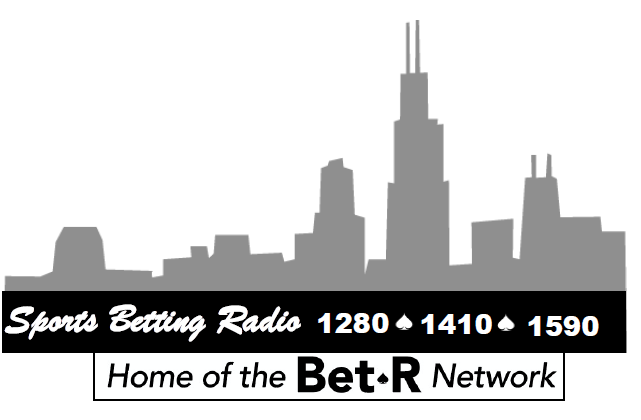 Sports Betting Radio 1280 ♠ 1410 ♠ 1590
Home of the Bet♠R Network